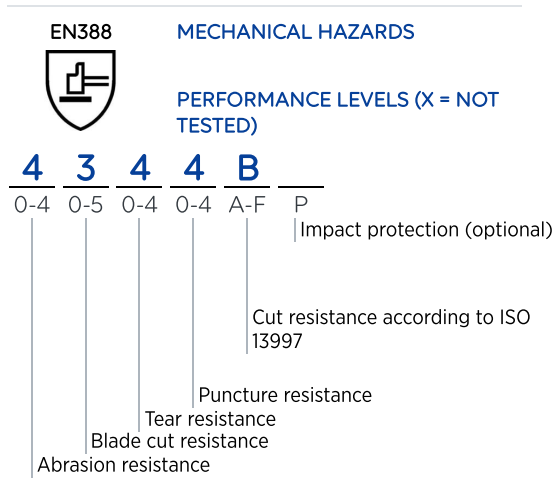 EN388
MECHANICAL HAZARDS
PERFORMANCE LEVELS (X = NOT
TESTED)
4 3 4 4 B
0-4 0-5 0-4 0-4 A-F P
Impact protection (optional)
Cut resistance according to ISO
13997
Puncture resistance
Tear resistance
Blade cut resistance
Abrasion resistance